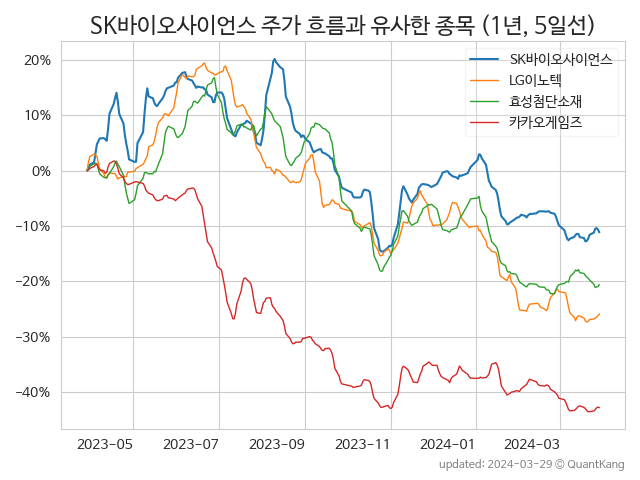 SK바이오사이언스 주가 흐름과 유사한 종목 (1년, 5일선)
SK바이오사이언스
LG이노텍
효성첨단소재
카카오게임즈
20%
10%
0%
−10%
−20%
−30%
−40%
2023-05
2023-07
2023-09
2023-11
2024-01
2024-03
updated: 2024-03-29 © QuantKang